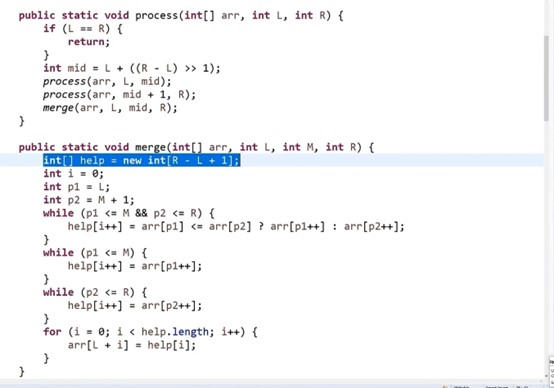 public static void process(int[] arr, int L, int R) {
    if (L == R) {
        return;
    }
    int mid = L + ((R - L) >> 1);
    process(arr, L, mid);
    process(arr, mid + 1, R);
    merge(arr, L, mid, R);
}

public static void merge(int[] arr, int L, int M, int R) {
    int[] help = new int[R - L + 1];
    int i = 0;
    int p1 = L;
    int p2 = M + 1;
    while (p1 <= M && p2 <= R) {
        help[i++] = arr[p1] <= arr[p2] ? arr[p1++] : arr[p2++];
    }
    while (p1 <= M) {
        help[i++] = arr[p1++];
    }
    while (p2 <= R) {
        help[i++] = arr[p2++];
    }
    for (i = 0; i < help.length; i++) {
        arr[L + i] = help[i];
    }
}